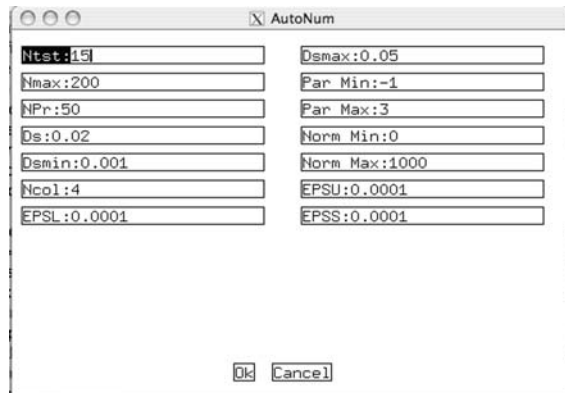 X AutoNum
Ntst:15
Nmax:200
NPr:50
Ds:0.02
Dsmin:0.001
Ncol:4
EPSL:0.0001
Dsmax:0.05
Par Min:-1
Par Max:3
Norm Min:0
Norm Max:1000
EPSU:0.0001
EPSS:0.0001
Ok Cancel